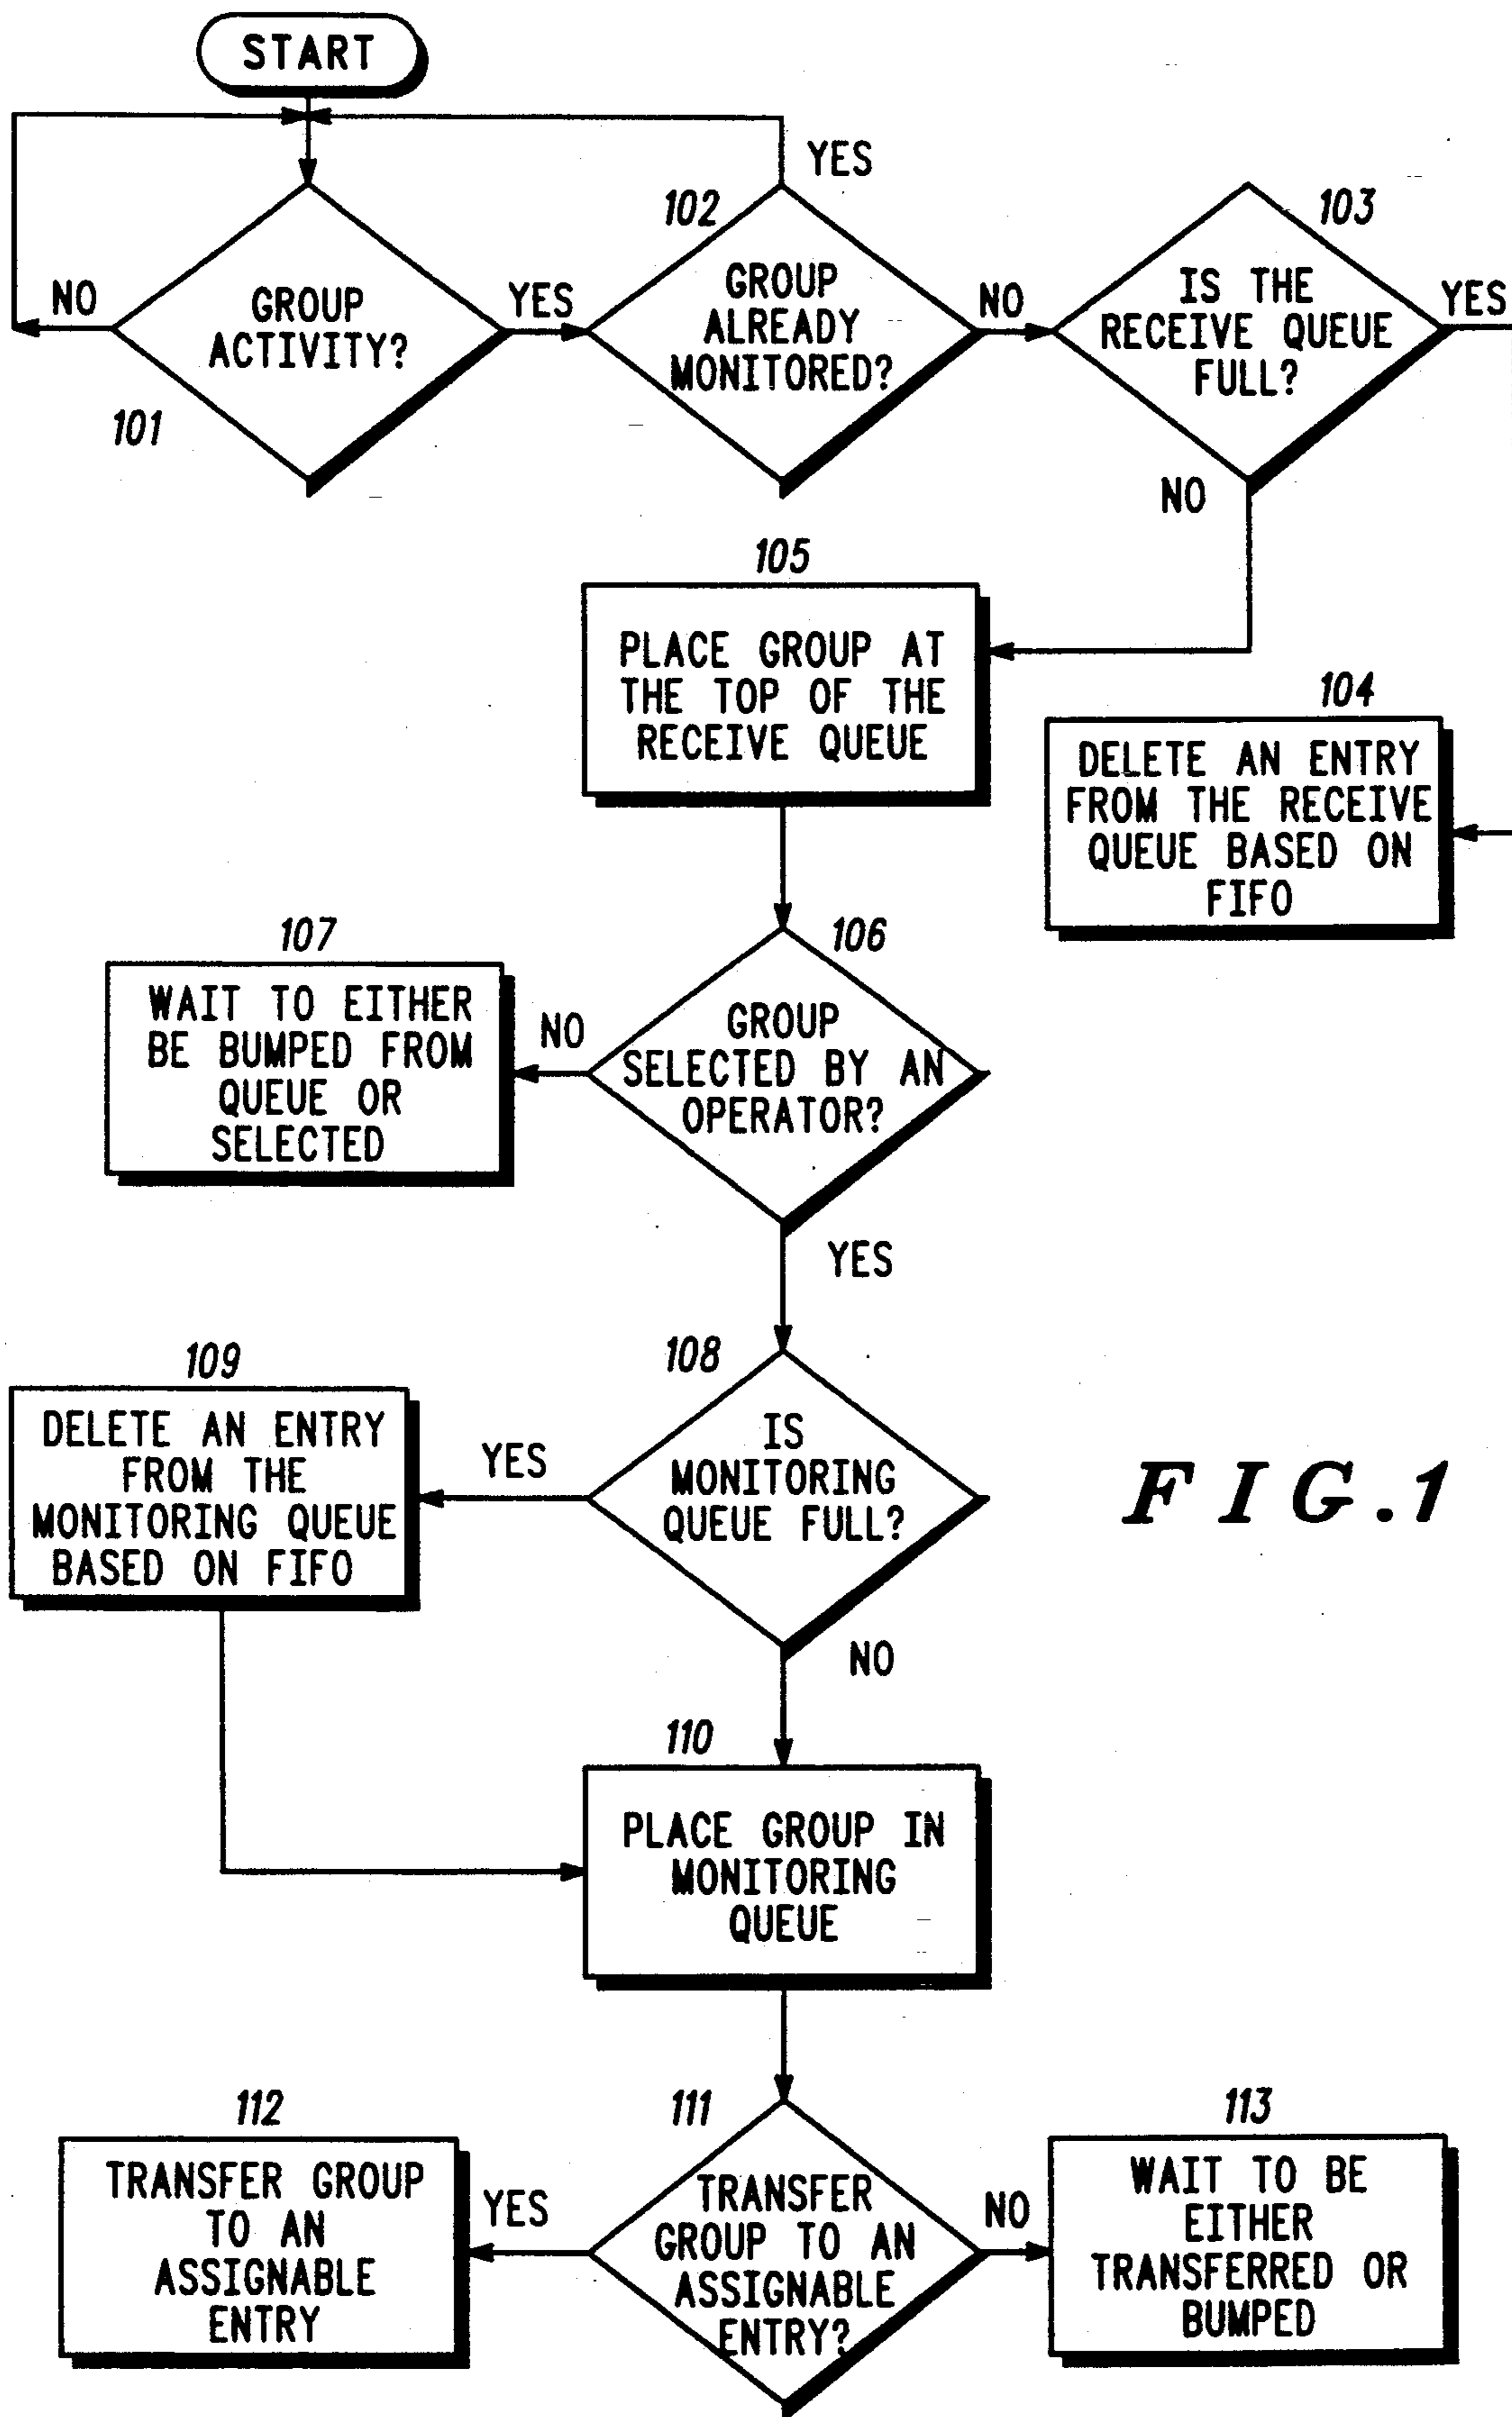 START
YES
102
103
NO
GROUP
ACTIVITY?
YES
GROUP
ALREADY
MONITORED?
NO
IS THE
RECEIVE QUEUE
FULL?
YES
101
NO
105
PLACE GROUP AT
THE TOP OF THE
RECEIVE QUEUE
104
DELETE AN ENTRY
FROM THE RECEIVE
QUEUE BASED ON
FIFO
107
106
WAIT TO EITHER
BE BUMPED FROM
QUEUE OR
SELECTED
NO
GROUP
SELECTED BY AN
OPERATOR?
YES
109
108
DELETE AN ENTRY
FROM THE
MONITORING QUEUE
BASED ON FIFO
YES
IS
MONITORING
QUEUE FULL?
FIG.1
NO
110
PLACE GROUP IN
MONITORING
QUEUE
112
111
113
TRANSFER GROUP
TO AN
ASSIGNABLE
ENTRY
YES
TRANSFER
GROUP TO AN
ASSIGNABLE
ENTRY?
NO
WAIT TO BE
EITHER
TRANSFERRED OR
BUMPED